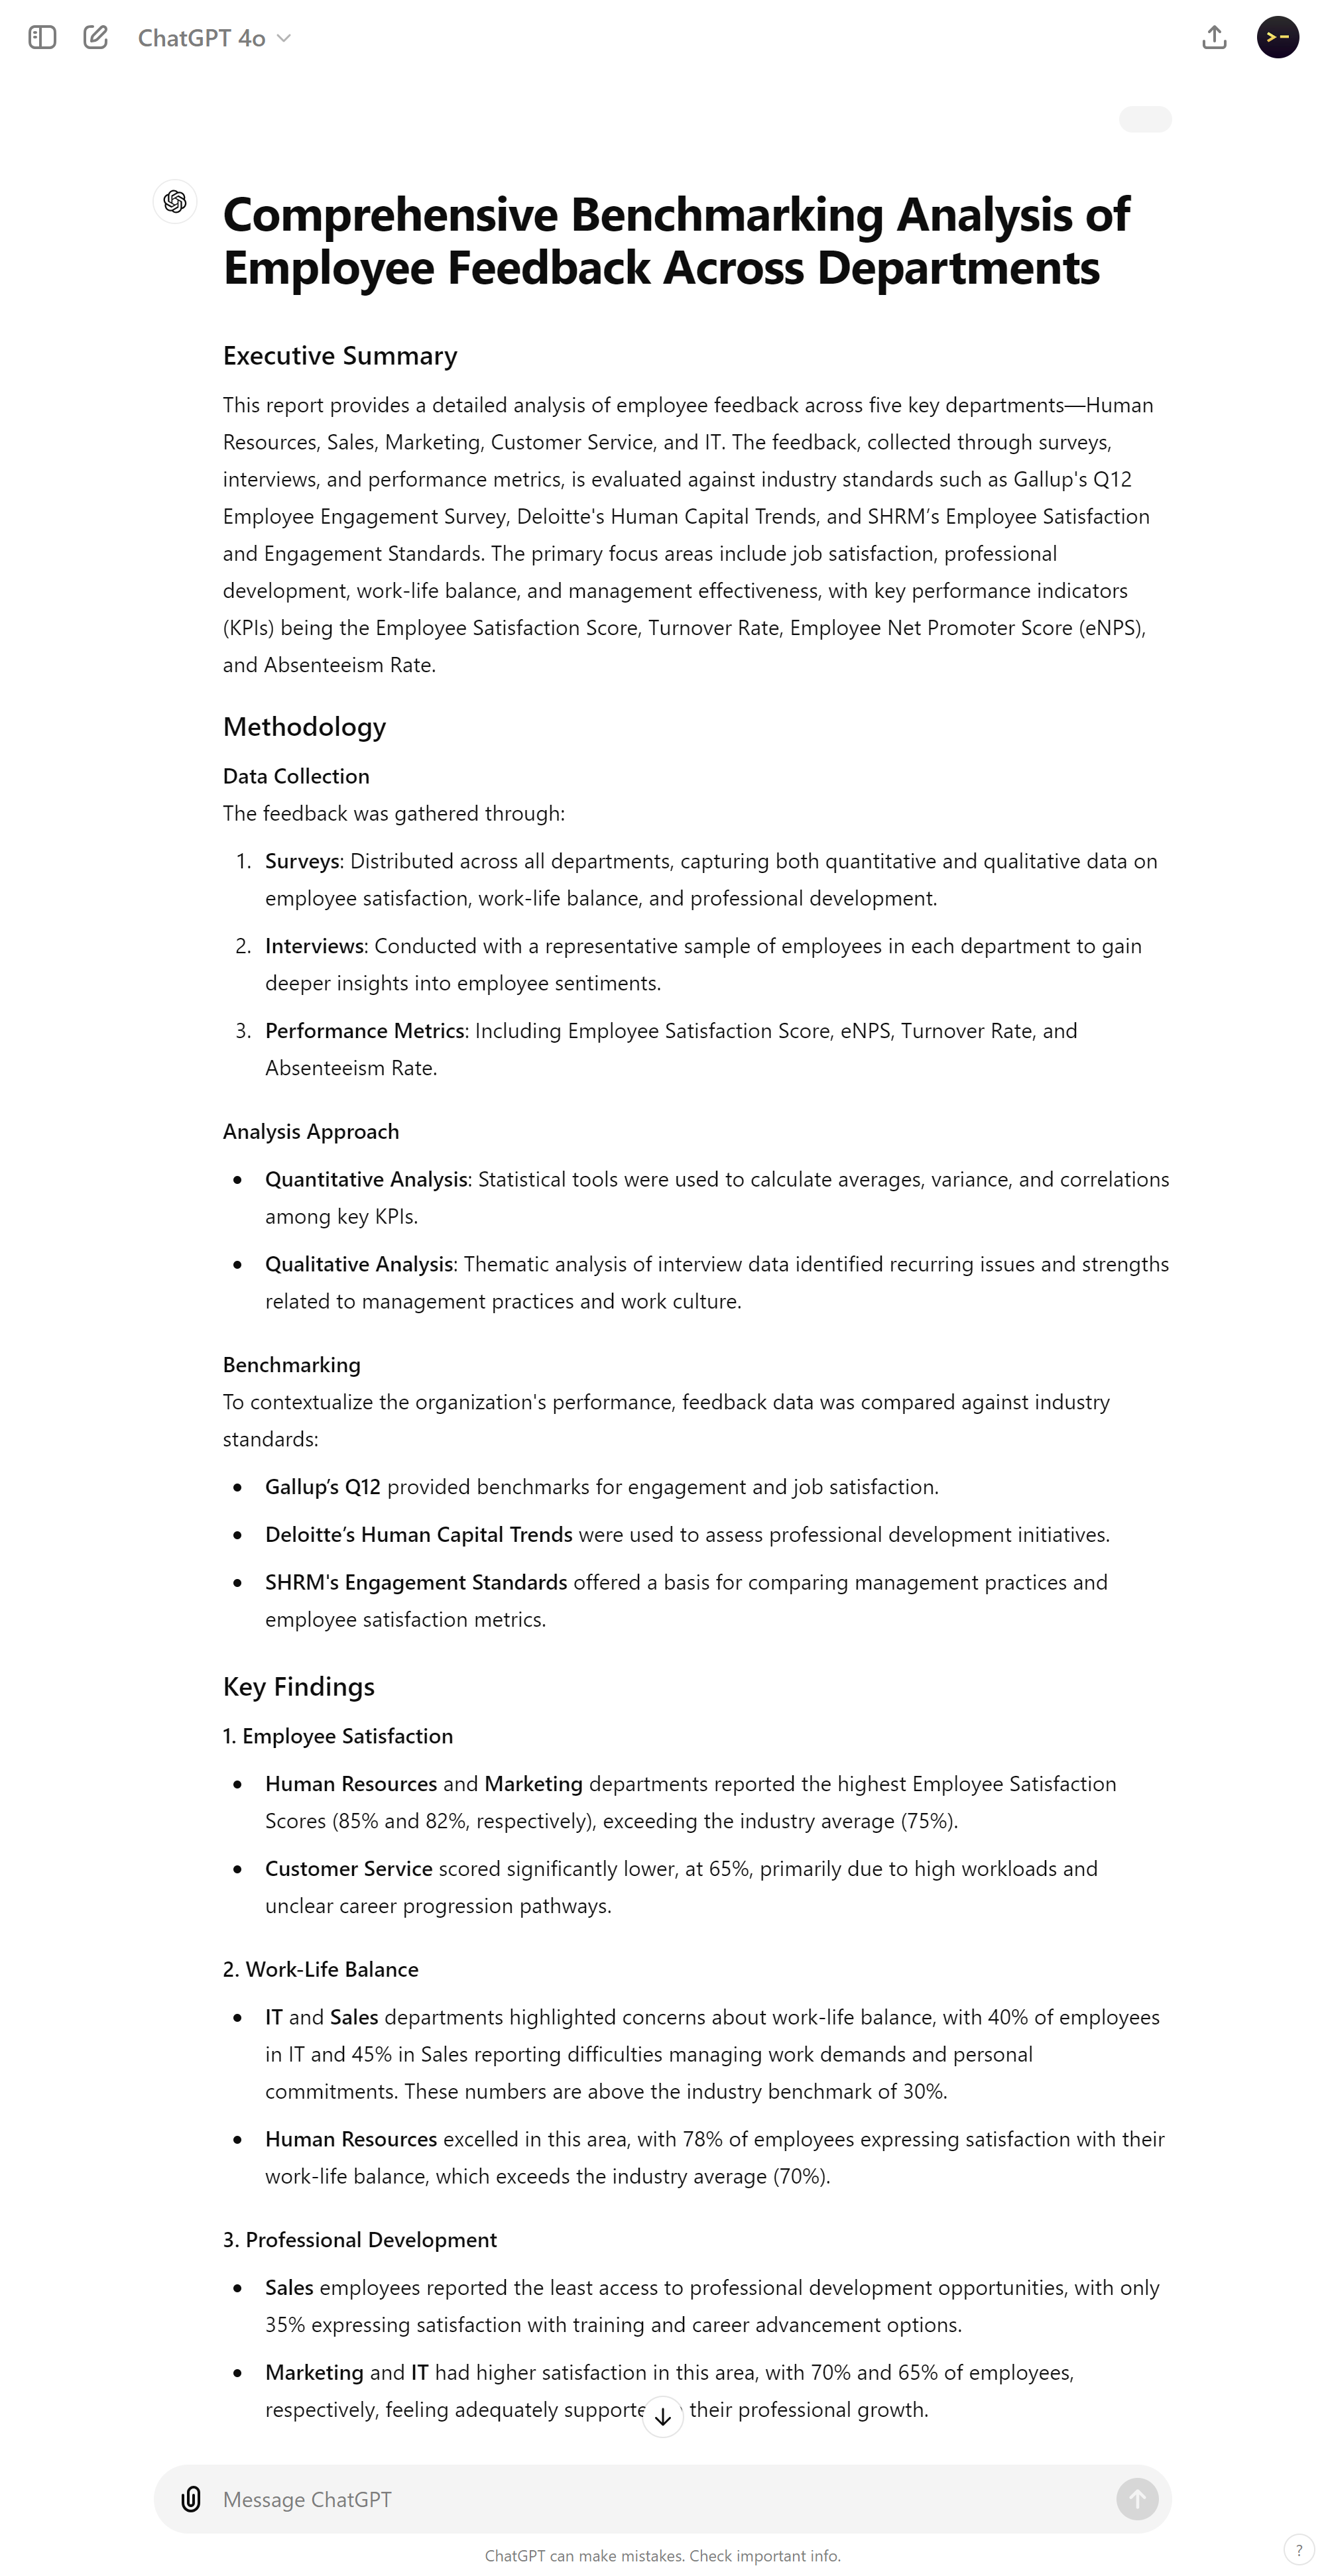 ChatGPT 4o
Comprehensive Benchmarking Analysis of
Employee Feedback Across Departments
Executive Summary
This report provides a detailed analysis of employee feedback across five key departments—Human
Resources, Sales, Marketing, Customer Service, and IT. The feedback, collected through surveys,
interviews, and performance metrics, is evaluated against industry standards such as Gallup's Q12
Employee Engagement Survey, Deloitte's Human Capital Trends, and SHRM’s Employee Satisfaction
and Engagement Standards. The primary focus areas include job satisfaction, professional
development, work-life balance, and management effectiveness, with key performance indicators
(KPIs) being the Employee Satisfaction Score, Turnover Rate, Employee Net Promoter Score (eNPS),
and Absenteeism Rate.
Methodology
Data Collection
The feedback was gathered through:
1. Surveys: Distributed across all departments, capturing both quantitative and qualitative data on
employee satisfaction, work-life balance, and professional development.
2. Interviews: Conducted with a representative sample of employees in each department to gain
deeper insights into employee sentiments.
3. Performance Metrics: Including Employee Satisfaction Score, eNPS, Turnover Rate, and
Absenteeism Rate.
Analysis Approach
• Quantitative Analysis: Statistical tools were used to calculate averages, variance, and correlations
among key KPIs.
• Qualitative Analysis: Thematic analysis of interview data identified recurring issues and strengths
related to management practices and work culture.
Benchmarking
To contextualize the organization's performance, feedback data was compared against industry
standards:
• Gallup’s Q12 provided benchmarks for engagement and job satisfaction.
• Deloitte’s Human Capital Trends were used to assess professional development initiatives.
• SHRM's Engagement Standards offered a basis for comparing management practices and
employee satisfaction metrics.
Key Findings
1. Employee Satisfaction
• Human Resources and Marketing departments reported the highest Employee Satisfaction
Scores (85% and 82%, respectively), exceeding the industry average (75%).
• Customer Service scored significantly lower, at 65%, primarily due to high workloads and
unclear career progression pathways.
2. Work-Life Balance
• IT and Sales departments highlighted concerns about work-life balance, with 40% of employees
in IT and 45% in Sales reporting difficulties managing work demands and personal
commitments. These numbers are above the industry benchmark of 30%.
• Human Resources excelled in this area, with 78% of employees expressing satisfaction with their
work-life balance, which exceeds the industry average (70%).
3. Professional Development
• Sales employees reported the least access to professional development opportunities, with only
35% expressing satisfaction with training and career advancement options.
• Marketing and IT had higher satisfaction in this area, with 70% and 65% of employees,
respectively, feeling adequately their professional growth.
Message ChatGPT
ChatGPT can make mistakes. Check important info.
?